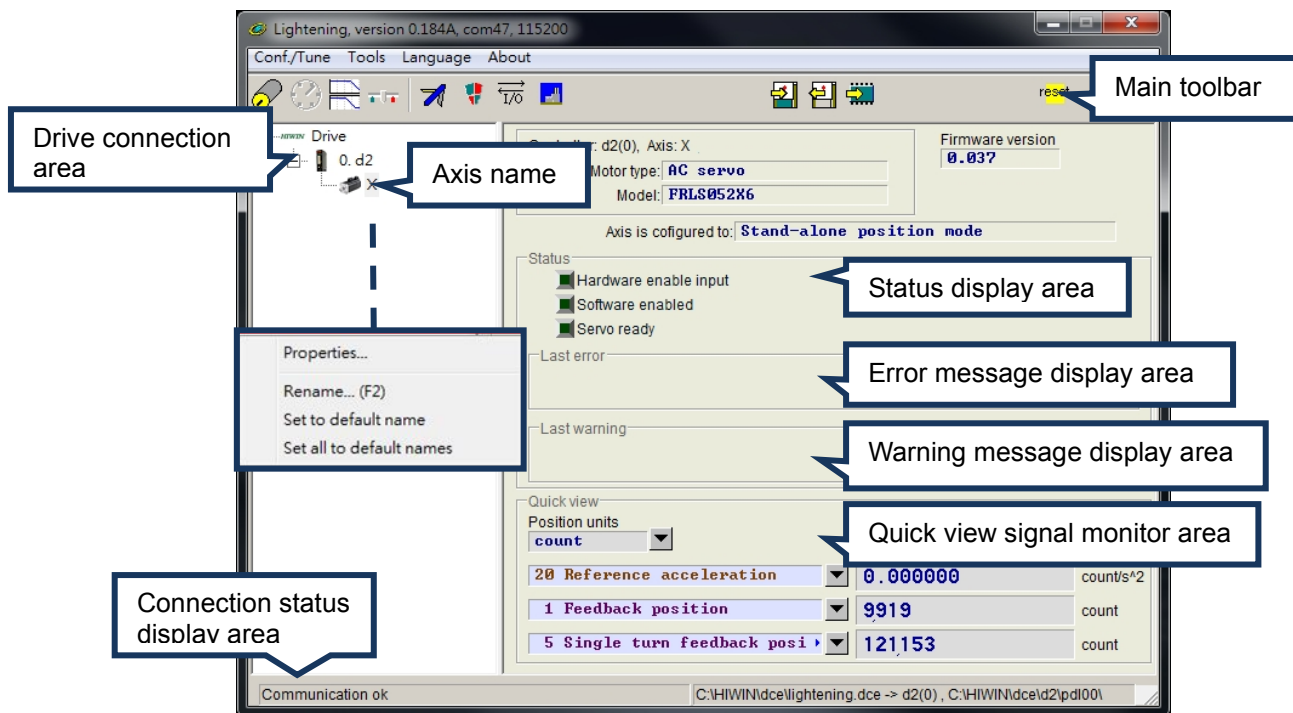 Lightening, version 0.184A, com47, 115200
Conf./Tune Tools Language About
I/O
reset
Main toolbar
Drive connection
area
HIWIN Drive
0. d2
X
Axis name
d2(0), Axis: X
Motor type: AC servo
Model: FRLS052X6
Firmware version
0.037
Axis is cofigured to: Stand-alone position mode
Status
Hardware enable input
Software enabled
Servo ready
Status display area
Properties...
Rename... (F2)
Set to default name
Set all to default names
Last error
Error message display area
Last warning
Warning message display area
Quick view
Position units
count
Quick view signal monitor area
20 Reference acceleration 0.000000 count/s^2
1 Feedback position 9,919 count
5 Single turn feedback posi 121,153 count
Connection status
display area
Communication ok
C:\HIWIN\dce\lightening.dce -> d2(0) , C:\HIWIN\dce\d2\pdl00\